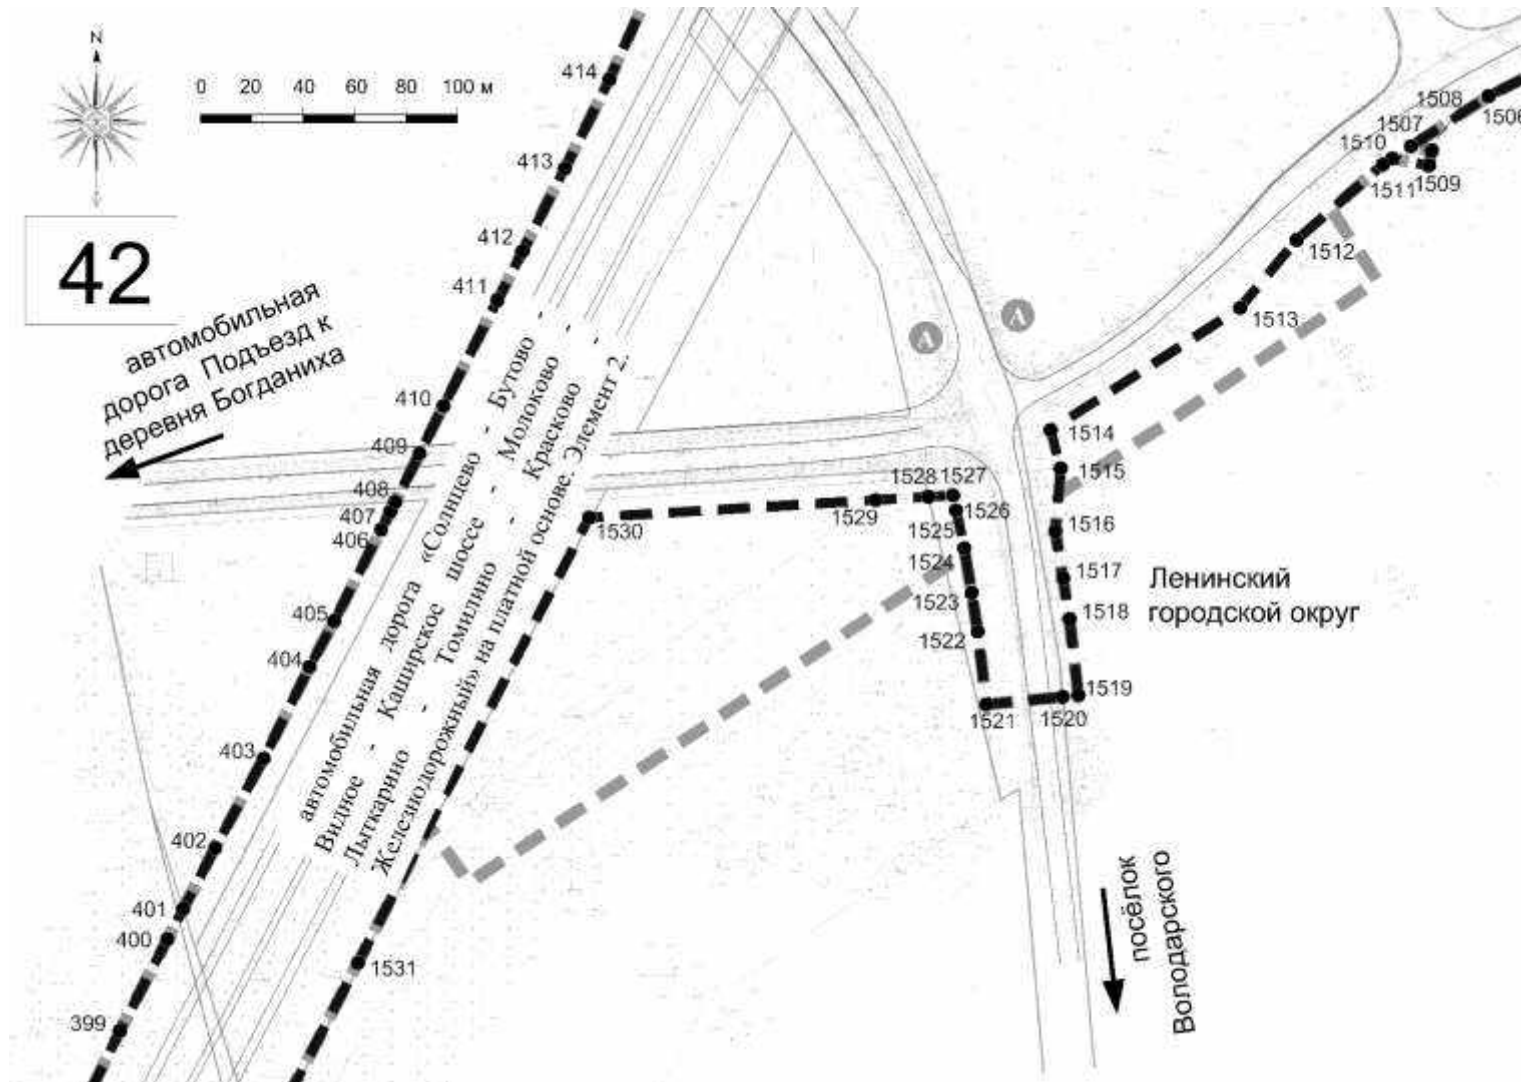 N
0 20 40 60 80 100 м
42
автомобильная
дорога Подъезд к
деревня Богданиха
414
413
412
411
410
409
408
407
406
405
404
403
402
401
400
399
автомобильная дорога «Солнцево - Бутово -
Видное - Каширское шоссе - Молоково -
Лыткарино - Томилино - Красково -
Железнодорожный» на платной основе. Элемент 2.
А
А
1506
1508
1507
1510
1511
1509
1512
1513
1514
1515
1516
1517
1518
1519
1520
1521
1522
1523
1524
1525
1526
1527
1528
1529
1530
1531
Ленинский
городской округ
посёлок
Володарского